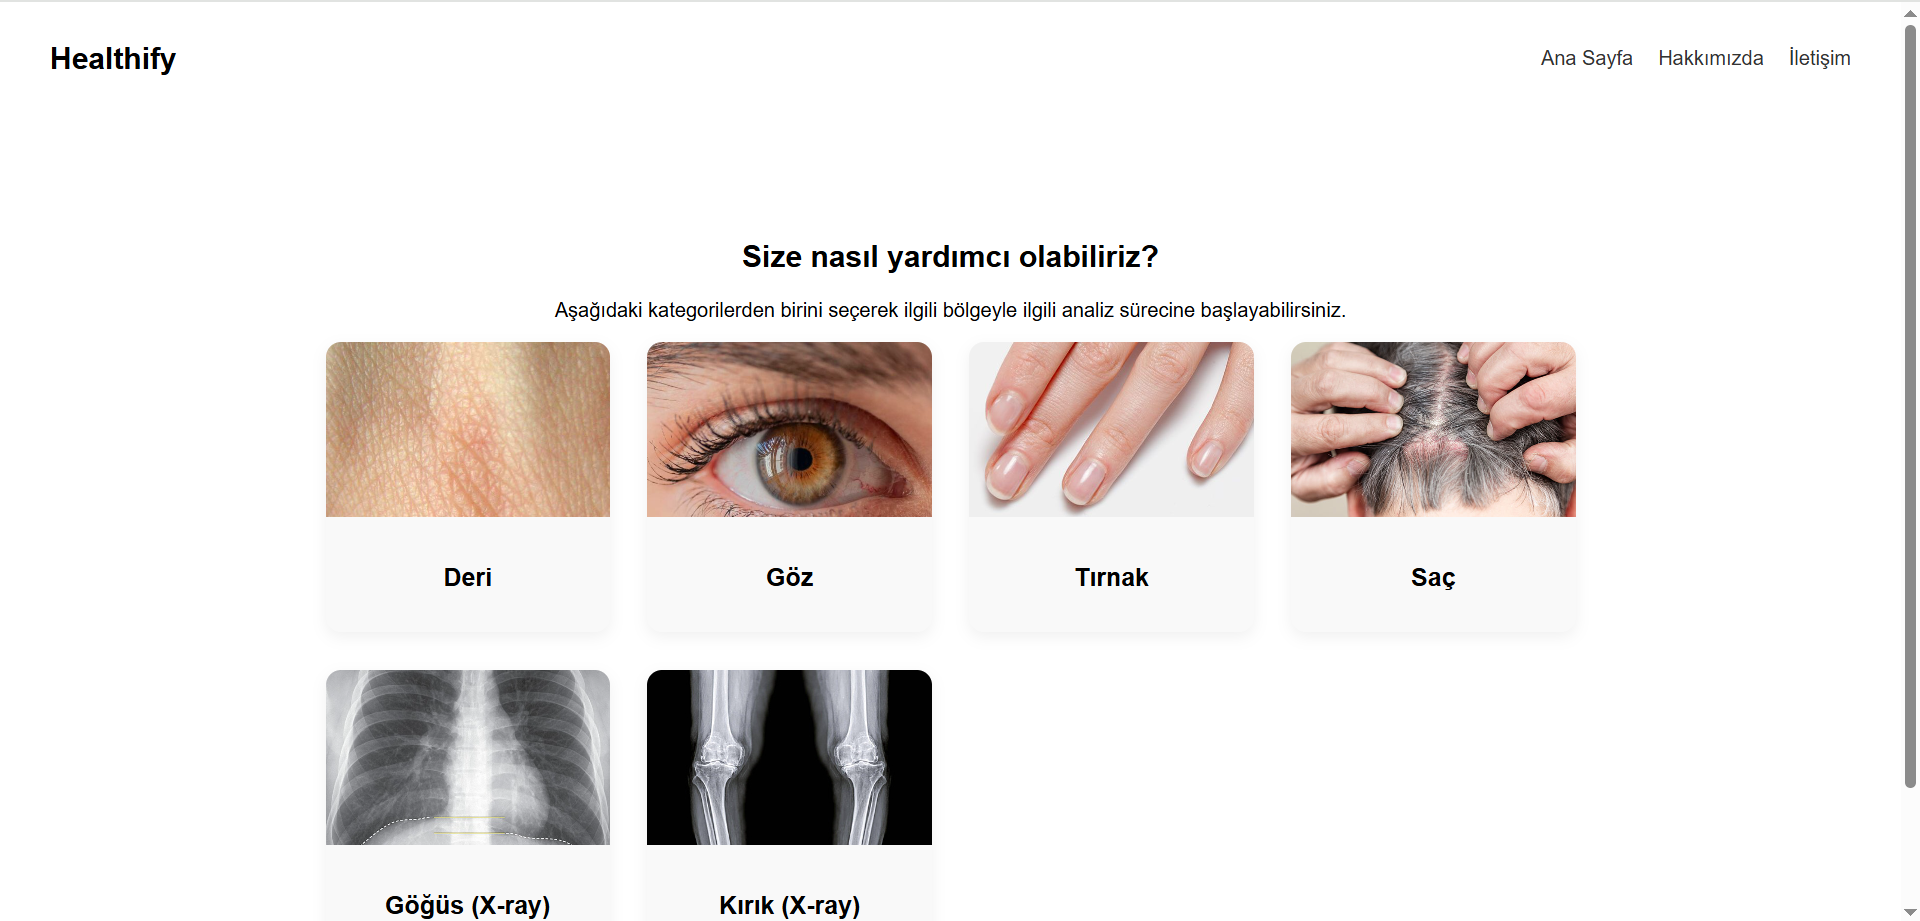 Healthify
Ana Sayfa Hakkımızda İletişim
Size nasıl yardımcı olabiliriz?
Aşağıdaki kategorilerden birini seçerek ilgili bölgeyle ilgili analiz sürecine başlayabilirsiniz.
Deri
Göz
Tırnak
Saç
Göğüs (X-ray)
Kırık (X-ray)